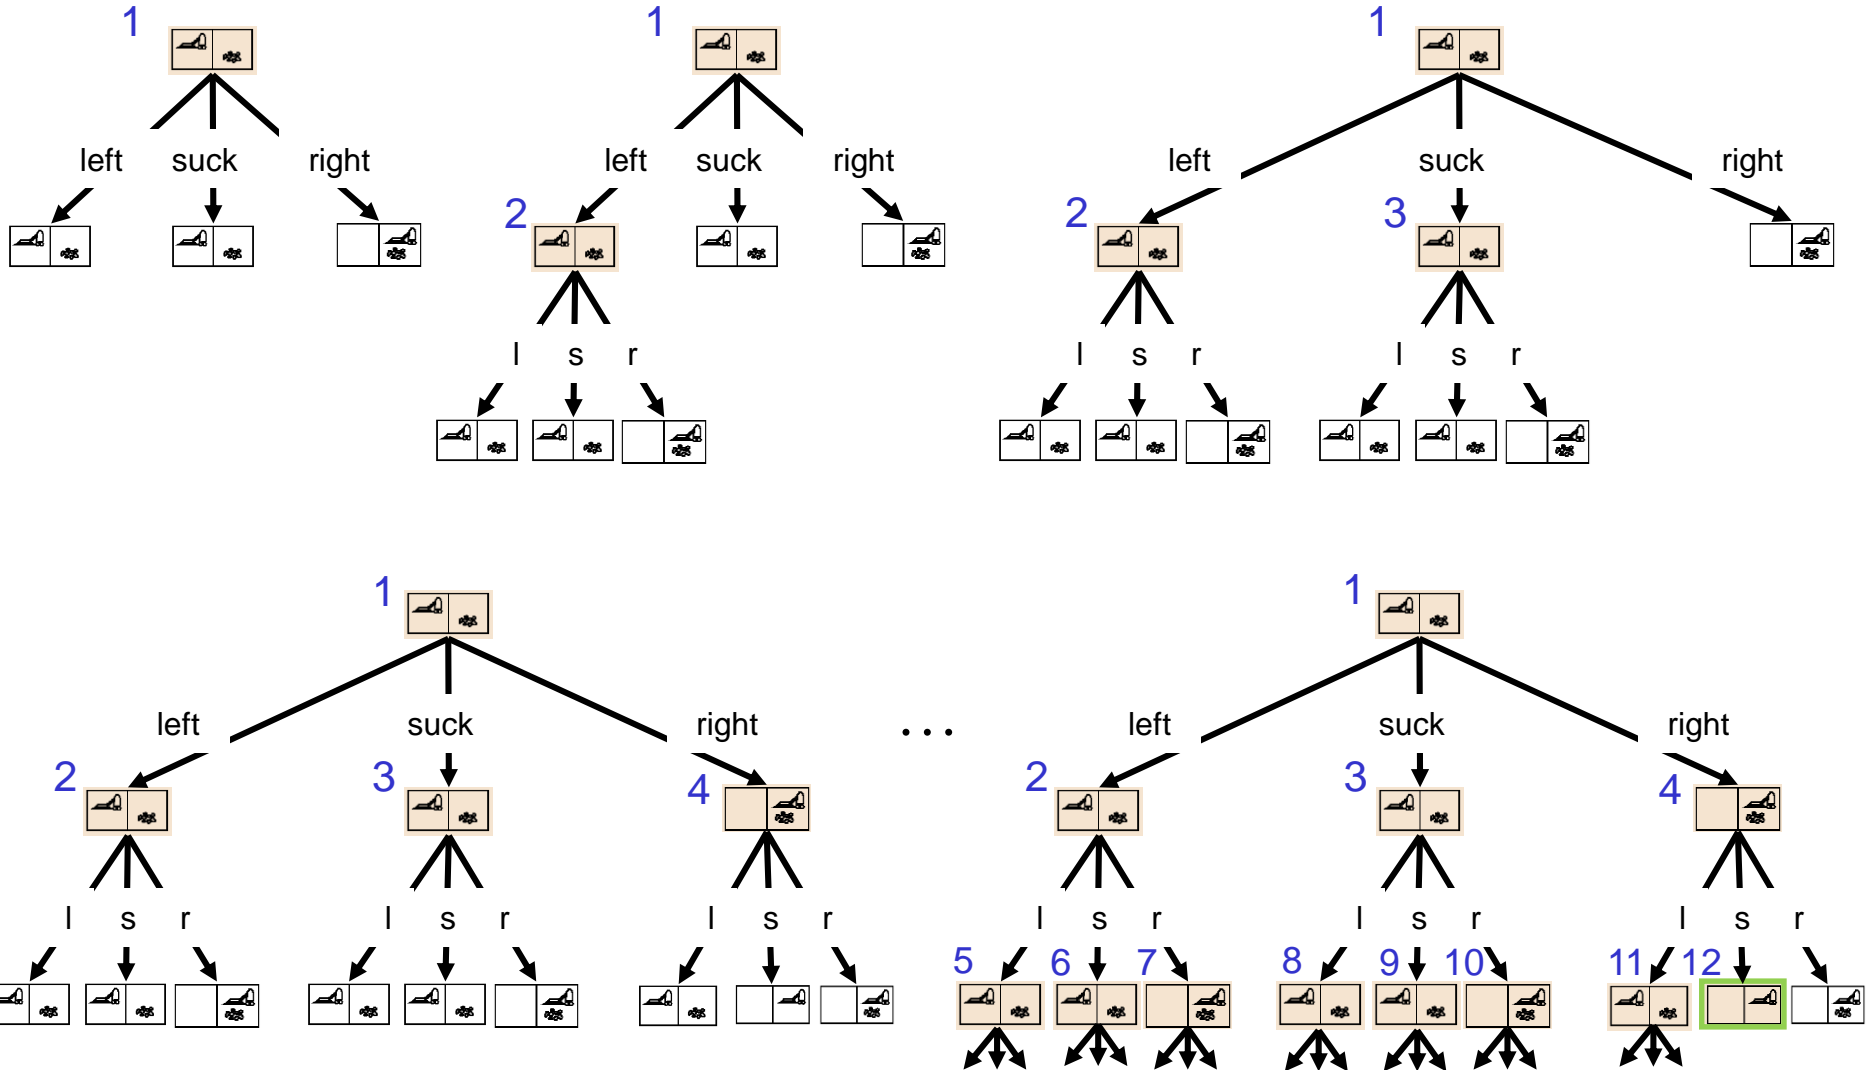 1 1 1
left suck right left suck right left suck right
2 2 3
l s r l s r l s r
1 1
left suck right ... left suck right
2 3 4 2 3 4
l s r l s r l s r l s r l s r l s r
5 6 7 8 9 10 11 12